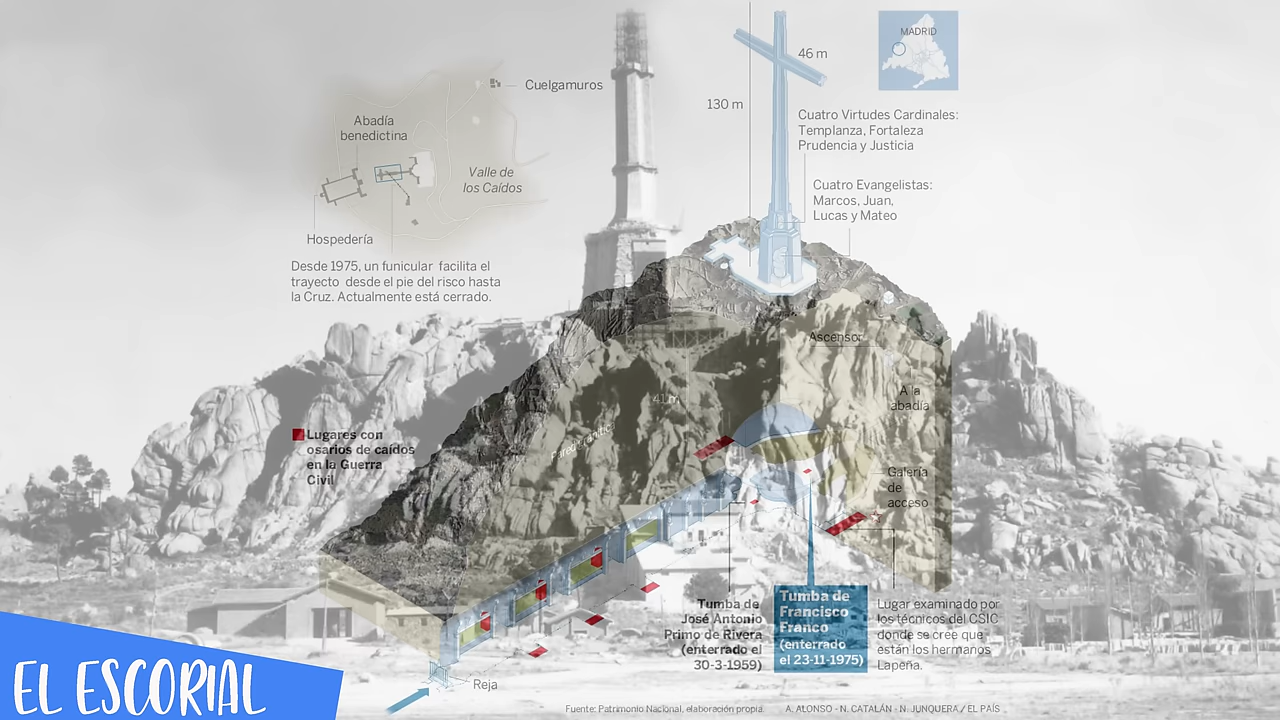 MADRID
46 m
130 m
Cuelgamuros
Abadía
benedictina
Valle de
los Caídos
Hospedería
Desde 1975, un funicular facilita el
trayecto desde el pie del risco hasta
la Cruz. Actualmente está cerrado.
Cuatro Virtudes Cardinales:
Templanza, Fortaleza
Prudencia y Justicia
Cuatro Evangelistas:
Marcos, Juan,
Lucas y Mateo
Ascensor
A la
abadía
41 m
Lugares con
osarios de caídos
en la Guerra
Civil
Galería
de
acceso
Tumba de
José Antonio
Primo de Rivera
(enterrado el
30-3-1959)
Tumba de
Francisco
Franco
(enterrado
el 23-11-1975)
Lugar examinado por
los técnicos del CSIC
donde se cree que
están los hermanos
Lapeña.
Reja
EL ESCORIAL
Fuente: Patrimonio Nacional, elaboración propia. A. ALONSO - N. CATALÁN - N. JUNQUERA / EL PAÍS